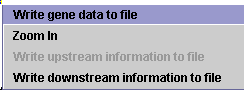 Write gene data to file
Zoom In
Write upstream information to file
Write downstream information to file